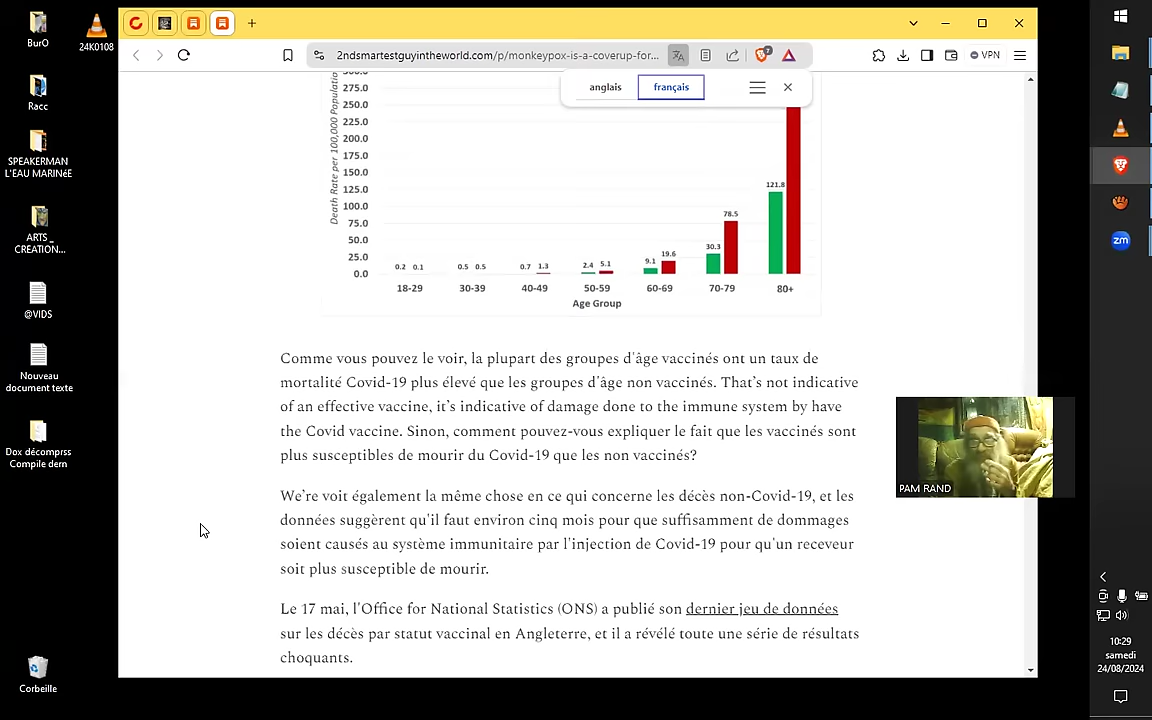 BurO
24K0108
Racc
SPEAKERMAN
L'EAU MARINéE
ARTS _
CREATION...
@VIDS
Nouveau
document texte
Dox décomprss
Compile dern
Corbeille
2ndsmartestguyintheworld.com/p/monkeypox-is-a-coverup-for...
VPN
anglais
français
Death Rate per 100,000 Populatio
300.0
275.0
250.0
225.0
200.0
175.0
150.0
125.0
100.0
75.0
50.0
25.0
0.0
0.2 0.1
0.5 0.5
0.7 1.3
2.4 5.1
9.1 19.6
30.3 78.5
121.8
18-29 30-39 40-49 50-59 60-69 70-79 80+
Age Group
Comme vous pouvez le voir, la plupart des groupes d'âge vaccinés ont un taux de
mortalité Covid-19 plus élevé que les groupes d'âge non vaccinés. That's not indicative
of an effective vaccine, it's indicative of damage done to the immune system by have
the Covid vaccine. Sinon, comment pouvez-vous expliquer le fait que les vaccinés sont
plus susceptibles de mourir du Covid-19 que les non vaccinés?
We're voit également la même chose en ce qui concerne les décès non-Covid-19, et les
données suggèrent qu'il faut environ cinq mois pour que suffisamment de dommages
soient causés au système immunitaire par l'injection de Covid-19 pour qu'un receveur
soit plus susceptible de mourir.
Le 17 mai, l'Office for National Statistics (ONS) a publié son dernier jeu de données
sur les décès par statut vaccinal en Angleterre, et il a révélé toute une série de résultats
choquants.
PAM RAND
zm
10:29
samedi
24/08/2024